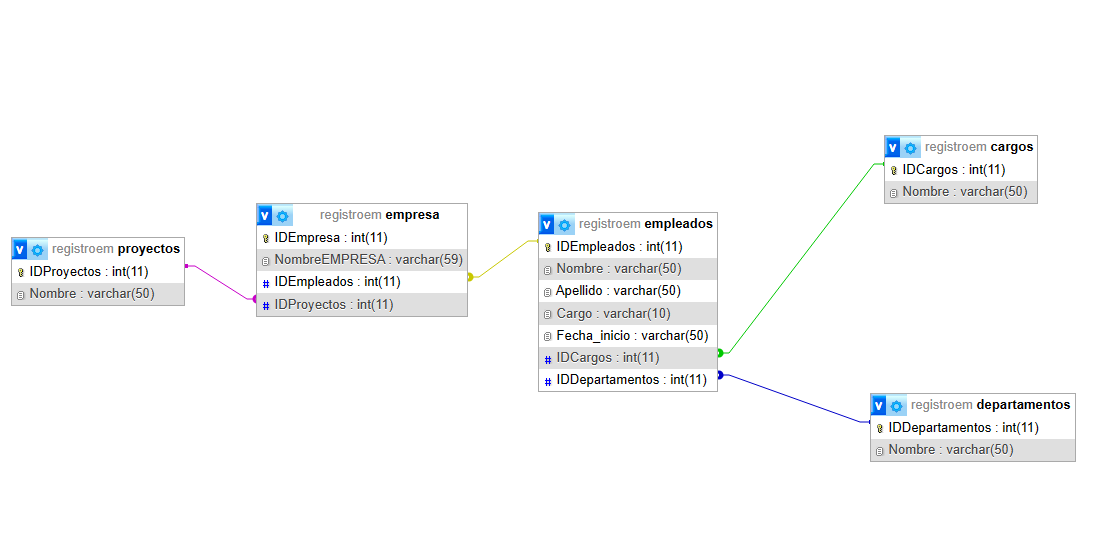 registroem proyectos
IDProyectos : int(11)
Nombre : varchar(50)
registroem empresa
IDEmpresa : int(11)
NombreEMPRESA : varchar(59)
IDEmpleados : int(11)
IDProyectos : int(11)
registroem empleados
IDEmpleados : int(11)
Nombre : varchar(50)
Apellido : varchar(50)
Cargo : varchar(10)
Fecha_inicio : varchar(50)
IDCargos : int(11)
IDDepartamentos : int(11)
registroem cargos
IDCargos : int(11)
Nombre : varchar(50)
registroem departamentos
IDDepartamentos : int(11)
Nombre : varchar(50)